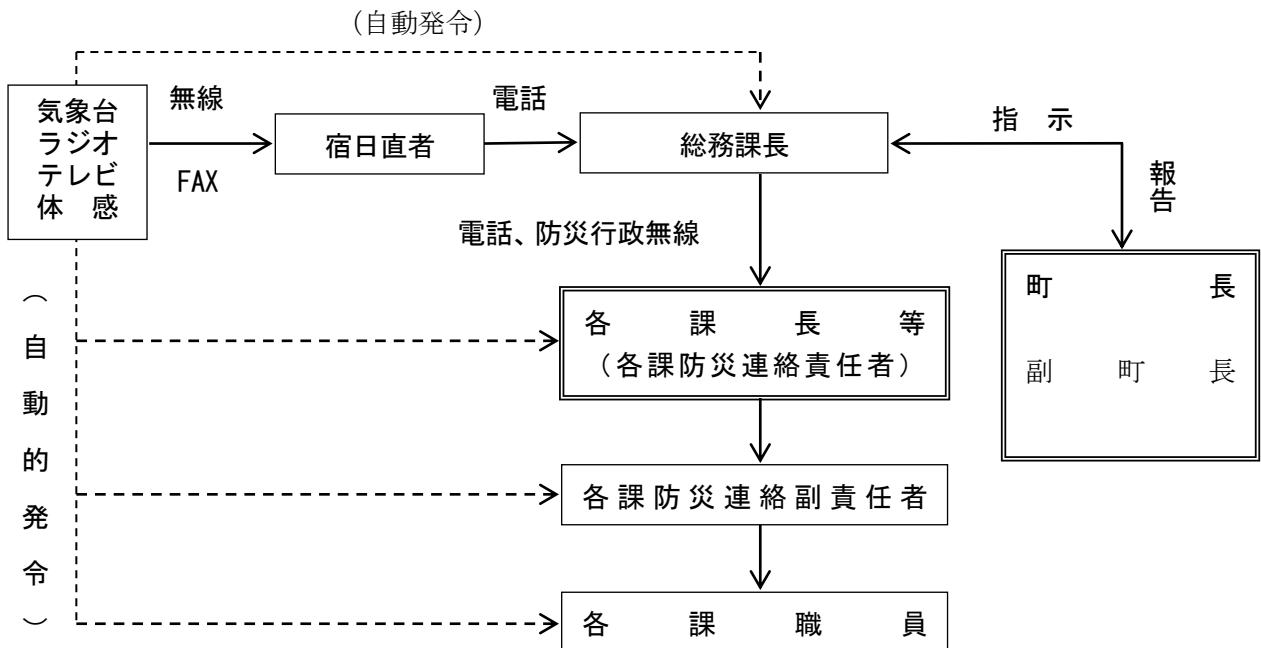 （自動発令）
気象台
ラジオ
テレビ
体　感
無線
FAX
宿日直者
電話
総務課長
指　示
報告
電話、防災行政無線
町　　　　　長
副　　町　　長
各　　課　　長　　等
（各課防災連絡責任者）
各課防災連絡副責任者
各　　課　　職　　員
（自動的発令）